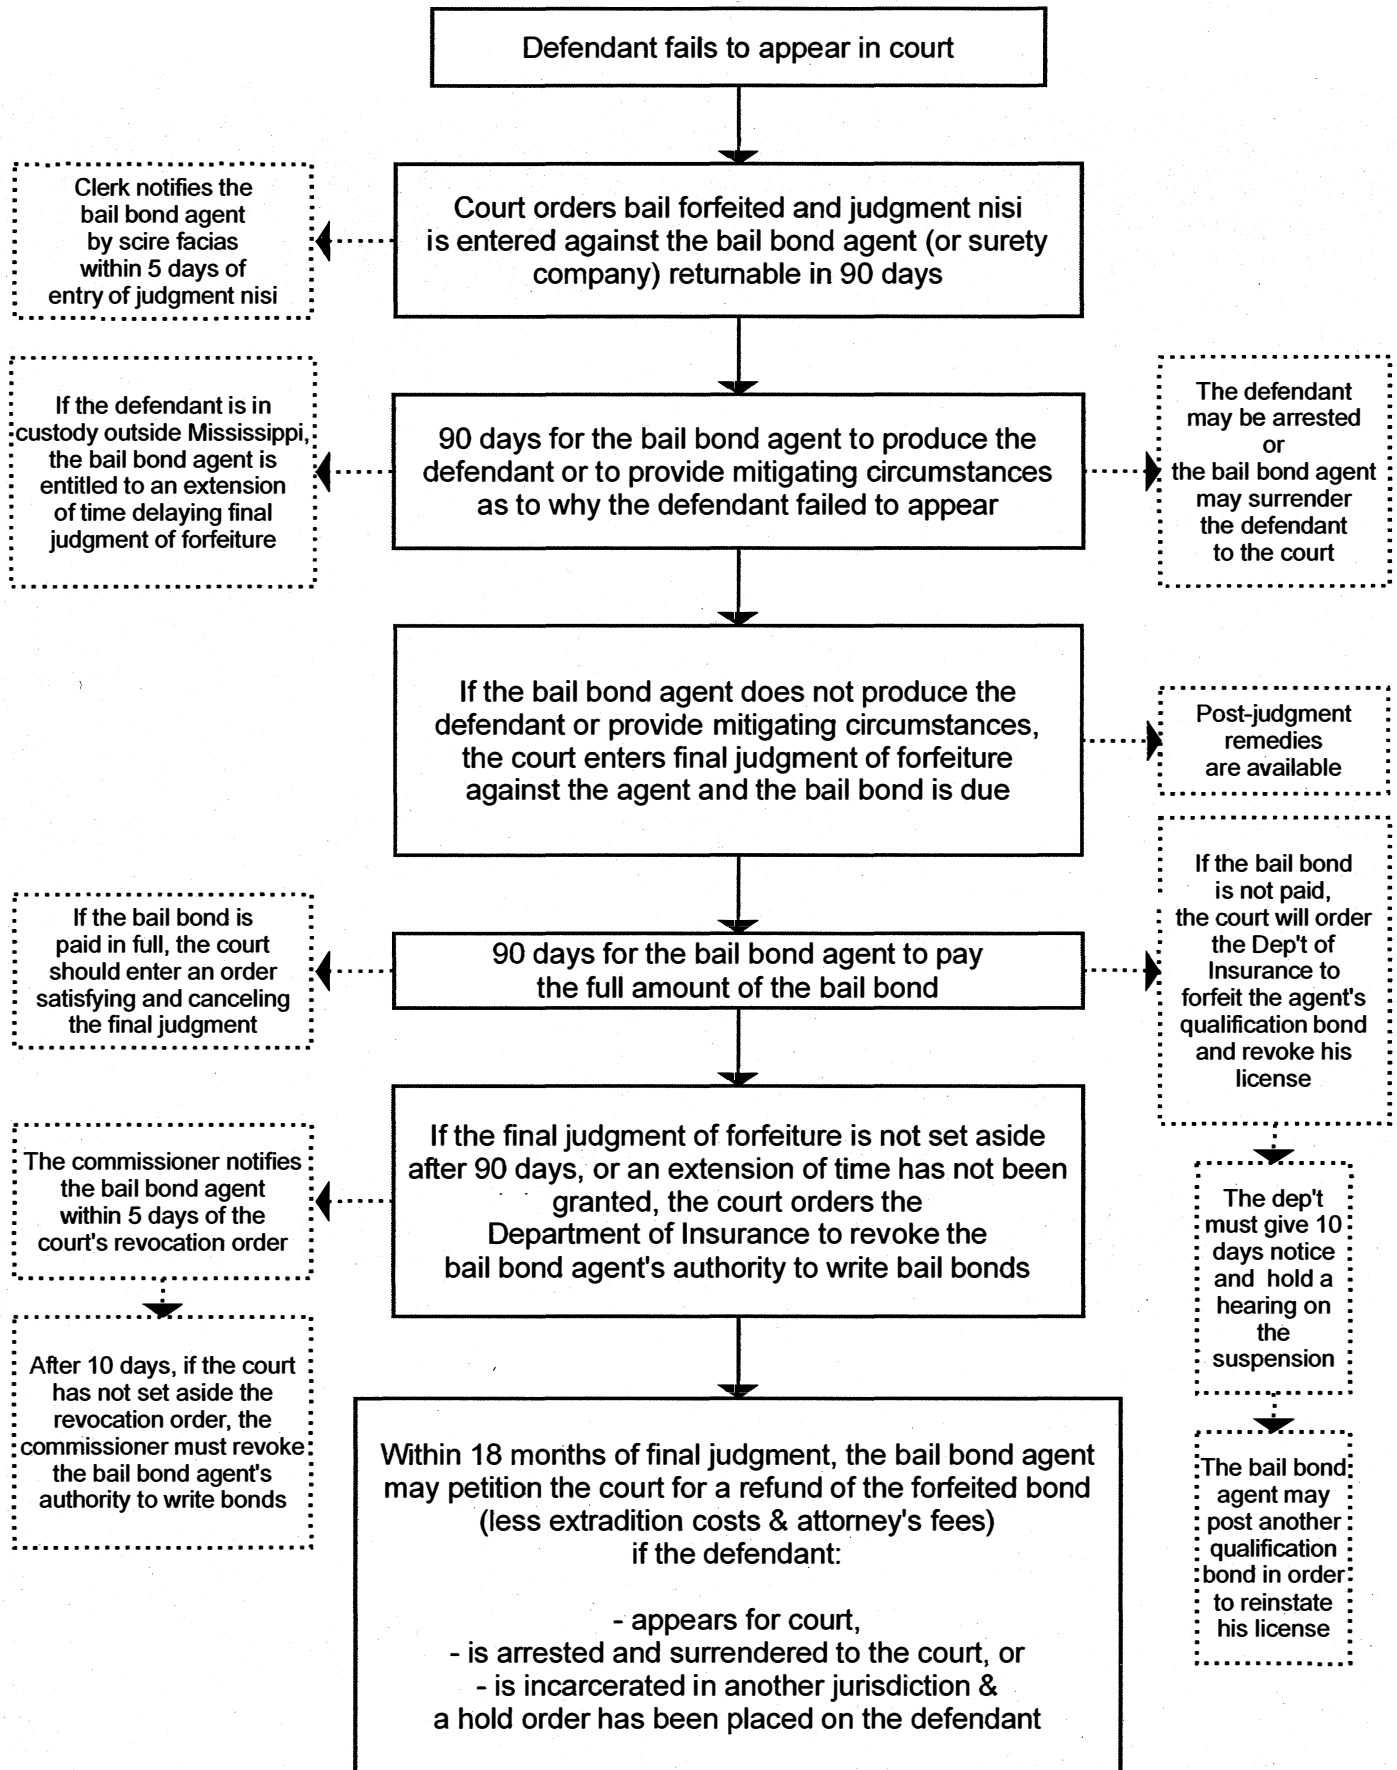 Defendant fails to appear in court
Clerk notifies the
bail bond agent
by scire facias
within 5 days of
entry of judgment nisi
Court orders bail forfeited and judgment nisi
is entered against the bail bond agent (or surety
company) returnable in 90 days
If the defendant is in
custody outside Mississippi,
the bail bond agent is
entitled to an extension
of time delaying final
judgment of forfeiture
90 days for the bail bond agent to produce the
defendant or to provide mitigating circumstances
as to why the defendant failed to appear
The defendant
may be arrested
or
the bail bond agent
may surrender
the defendant
to the court
If the bail bond agent does not produce the
defendant or provide mitigating circumstances,
the court enters final judgment of forfeiture
against the agent and the bail bond is due
Post-judgment
remedies
are available
If the bail bond is
paid in full, the court
should enter an order
satisfying and canceling
the final judgment
90 days for the bail bond agent to pay
the full amount of the bail bond
If the bail bond
is not paid,
the court will order
the Dep't of
Insurance to
forfeit the agent's
qualification bond
and revoke his
license
The commissioner notifies
the bail bond agent
within 5 days of the
court's revocation order
If the final judgment of forfeiture is not set aside
after 90 days, or an extension of time has not been
granted, the court orders the
Department of Insurance to revoke the
bail bond agent's authority to write bail bonds
The dep't
must give 10
days notice
and hold a
hearing on
the
suspension
After 10 days, if the court
has not set aside the
revocation order, the
commissioner must revoke
the bail bond agent's
authority to write bonds
Within 18 months of final judgment, the bail bond agent
may petition the court for a refund of the forfeited bond
(less extradition costs & attorney's fees)
if the defendant:
- appears for court,
- is arrested and surrendered to the court, or
- is incarcerated in another jurisdiction &
a hold order has been placed on the defendant
The bail bond
agent may
post another
qualification
bond in order
to reinstate
his license